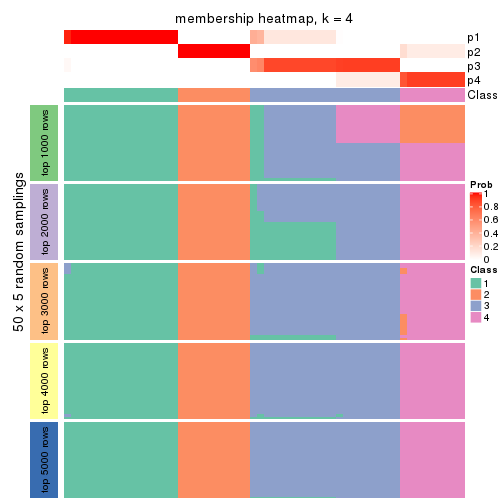 membership heatmap, k = 4
p1
p2
p3
p4
Class
50 x 5 random samplings
top 1000 rows
top 2000 rows
top 3000 rows
top 4000 rows
top 5000 rows
Prob
1
0.8
0.6
0.4
0.2
0
Class
1
2
3
4